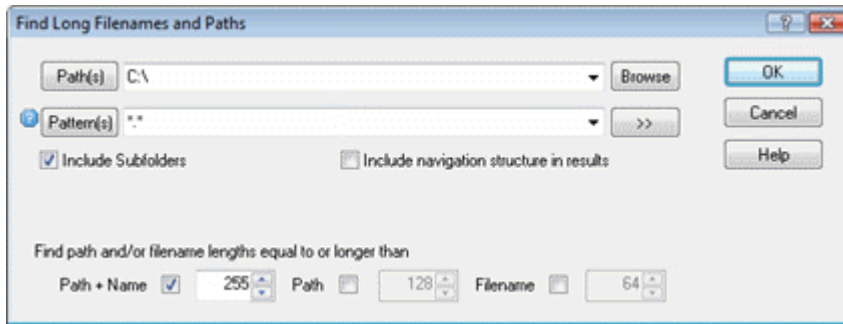 Find Long Filenames and Paths
Path(s) C:\ Browse OK
Pattern(s) *.* >> Cancel
Include Subfolders Include navigation structure in results Help
Find path and/or filename lengths equal to or longer than
Path + Name 255 Path 128 Filename 64